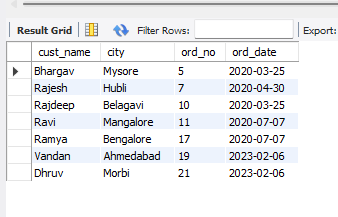 Result Grid Filter Rows: Export:
cust_name city ord_no ord_date
Bhargav Mysore 5 2020-03-25
Rajesh Hubli 7 2020-04-30
Rajdeep Belagavi 10 2020-03-25
Ravi Mangalore 11 2020-07-07
Ramya Bengalore 17 2020-07-07
Vandan Ahmedabad 19 2023-02-06
Dhruv Morbi 21 2023-02-06